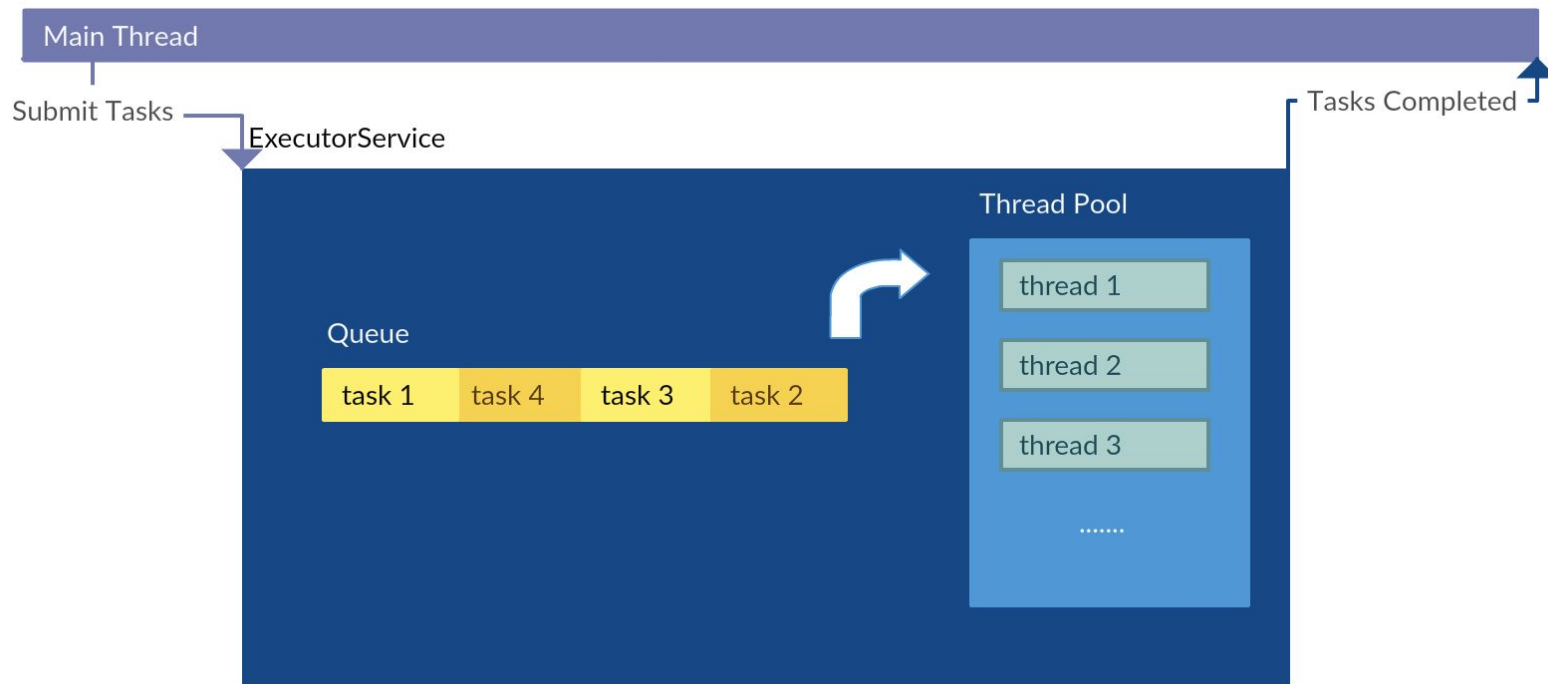 Main Thread
Submit Tasks
Tasks Completed
ExecutorService
Thread Pool
thread 1
thread 2
thread 3
.......
Queue
task 1 task 4 task 3 task 2